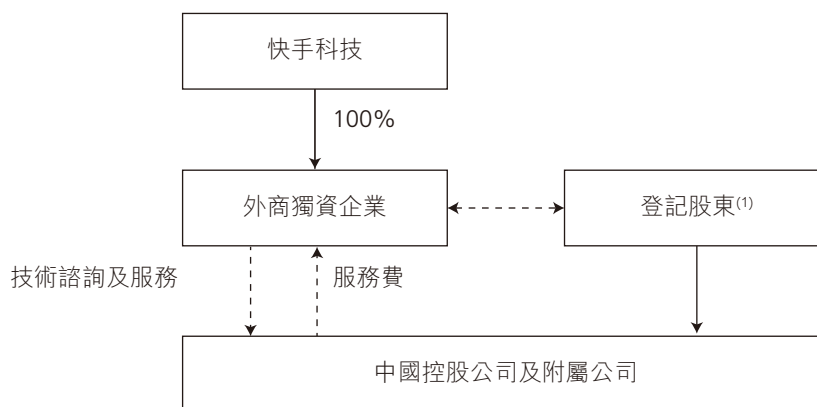 快手科技
100%
外商獨資企業
登記股東(1)
技術諮詢及服務
服務費
中國控股公司及附屬公司